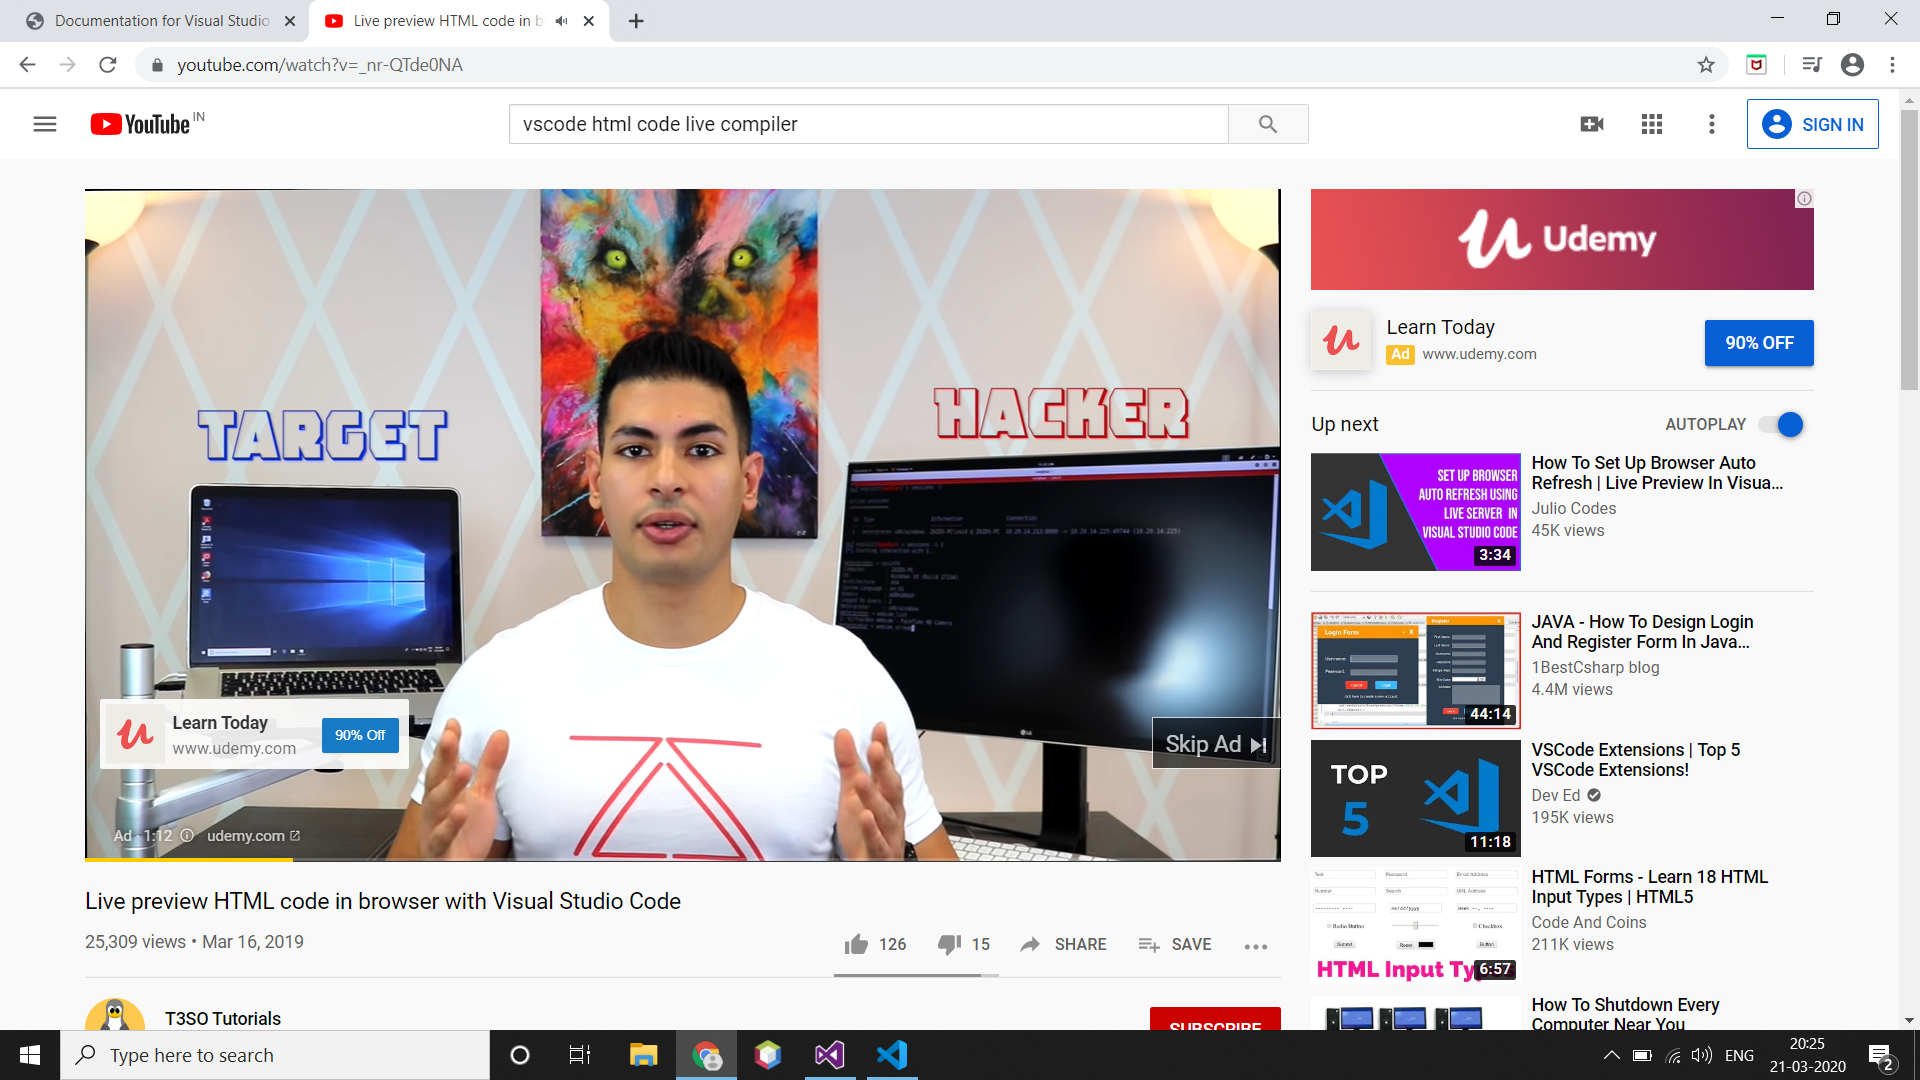 Documentation for Visual Studio
Live preview HTML code in b
youtube.com/watch?v=_nr-QTde0NA
YouTube IN
vscode html code live compiler
SIGN IN
TARGET
HACKER
Learn Today
www.udemy.com
90% Off
Skip Ad
Ad · 1:12
udemy.com
Live preview HTML code in browser with Visual Studio Code
25,309 views • Mar 16, 2019
126
15
SHARE
SAVE
T3SO Tutorials
SUBSCRIBE
Udemy
Learn Today
Ad www.udemy.com
90% OFF
Up next
AUTOPLAY
SET UP BROWSER
AUTO REFRESH USING
LIVE SERVER IN
VISUAL STUDIO CODE
3:34
How To Set Up Browser Auto
Refresh | Live Preview In Visua...
Julio Codes
45K views
Login Form
Register
44:14
JAVA - How To Design Login
And Register Form In Java...
1BestCsharp blog
4.4M views
TOP
5
11:18
VSCode Extensions | Top 5
VSCode Extensions!
Dev Ed
195K views
HTML Input Ty
6:57
HTML Forms - Learn 18 HTML
Input Types | HTML5
Code And Coins
211K views
How To Shutdown Every
Computer Near You
Type here to search
ENG
20:25
21-03-2020
2